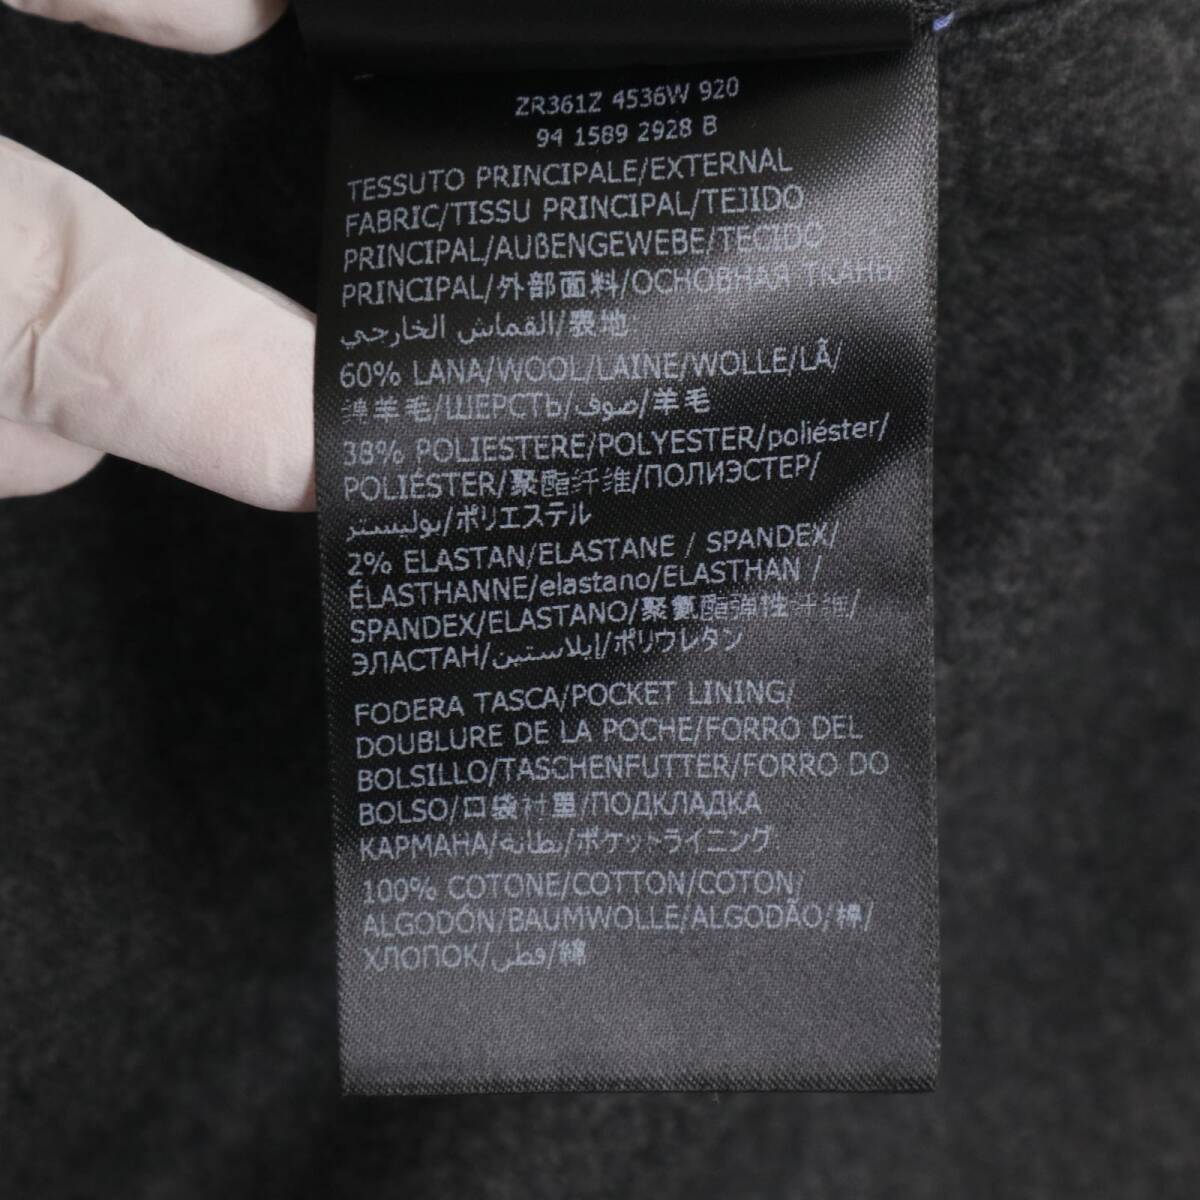 ZR361Z 4536W 920
94 1589 2928 B
TESSUTO PRINCIPALE/EXTERNAL
FABRIC/TISSU PRINCIPAL/TEJIDO
PRINCIPAL/AUßENGEWEBE/TECIDO
PRINCIPAL/外部面料/ОСНОВНАЯ ТКАНЬ
القماش الخارجي/表地
60% LANA/WOOL/LAINE/WOLLE/LÃ/
绵羊毛/ШЕРСТЬ/صوف/羊毛
38% POLIESTERE/POLYESTER/poliéster/
POLIÉSTER/聚酯纤维/ПОЛИЭСТЕР/
بوليستر/ポリエステル
2% ELASTAN/ELASTANE / SPANDEX/
ÉLASTHANNE/elastano/ELASTHAN /
SPANDEX/ELASTANO/聚氨酯弹性纤维/
ЭЛАСТАН/إيلاستين/ポリウレタン
FODERA TASCA/POCKET LINING/
DOUBLURE DE LA POCHE/FORRO DEL
BOLSILLO/TASCHENFUTTER/FORRO DO
BOLSO/口袋衬里/ПОДКЛАДКА
КАРМАНА/بطانه/ポケットライニング
100% COTONE/COTTON/COTON/
ALGODÓN/BAUMWOLLE/ALGODÃO/棉/
ХЛОПОК/قطن/綿